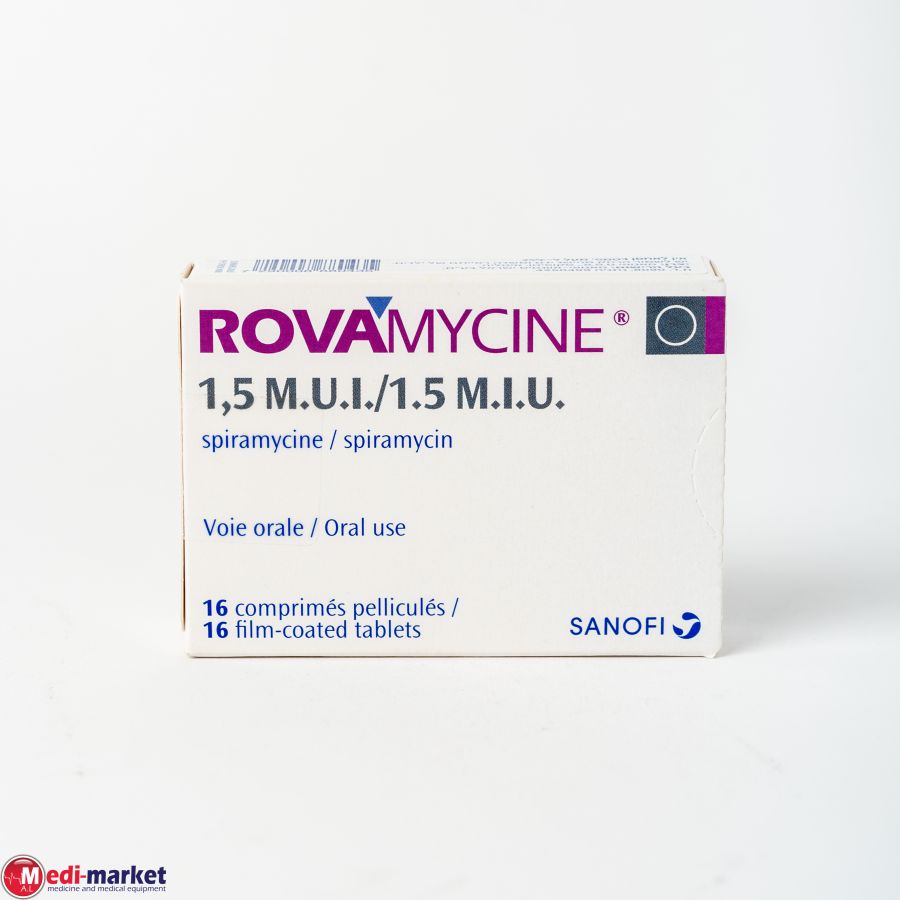 ROVAMYCINE®
1,5 M.U.I./1.5 M.I.U.
spiramycine / spiramycin
Voie orale / Oral use
16 comprimés pelliculés /
16 film-coated tablets
SANOFI
Medi-market
A.L
medicine and medical equipment